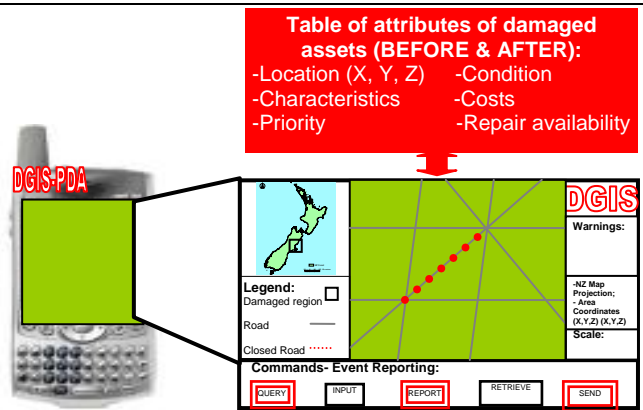 Table of attributes of damaged
assets (BEFORE & AFTER):
-Location (X, Y, Z) -Condition
-Characteristics -Costs
-Priority -Repair availability
DGIS-PDA
DGIS
Warnings:
Legend:
Damaged region
Road
Closed Road
-NZ Map
Projection;
- Area
Coordinates
(X,Y,Z) (X,Y,Z)
Scale:
Commands- Event Reporting:
QUERY INPUT REPORT RETRIEVE SEND